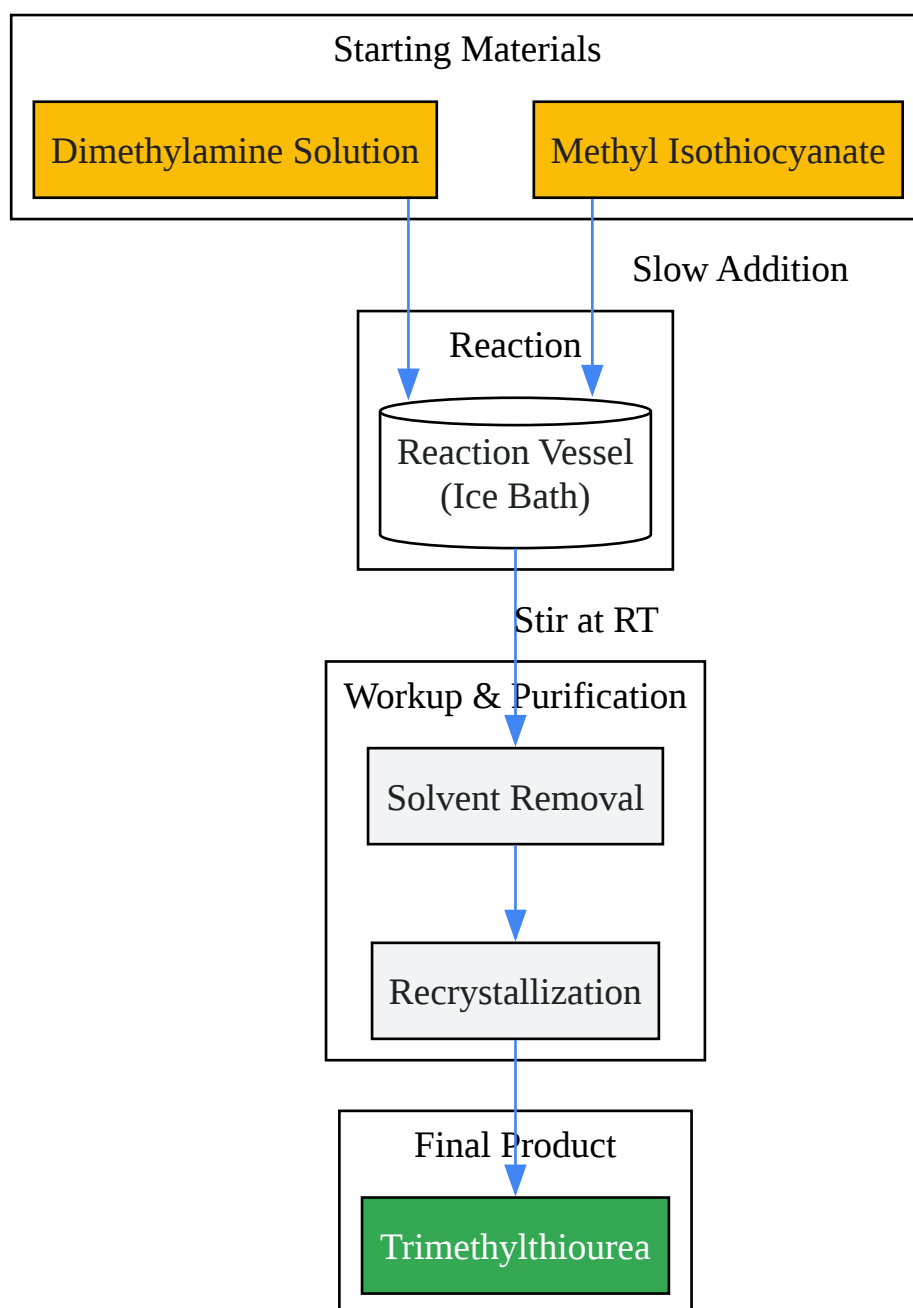 Starting Materials
Dimethylamine Solution
Methyl Isothiocyanate
Slow Addition
Reaction
Reaction Vessel
(Ice Bath)
Stir at RT
Workup & Purification
Solvent Removal
Recrystallization
Final Product
Trimethylthiourea